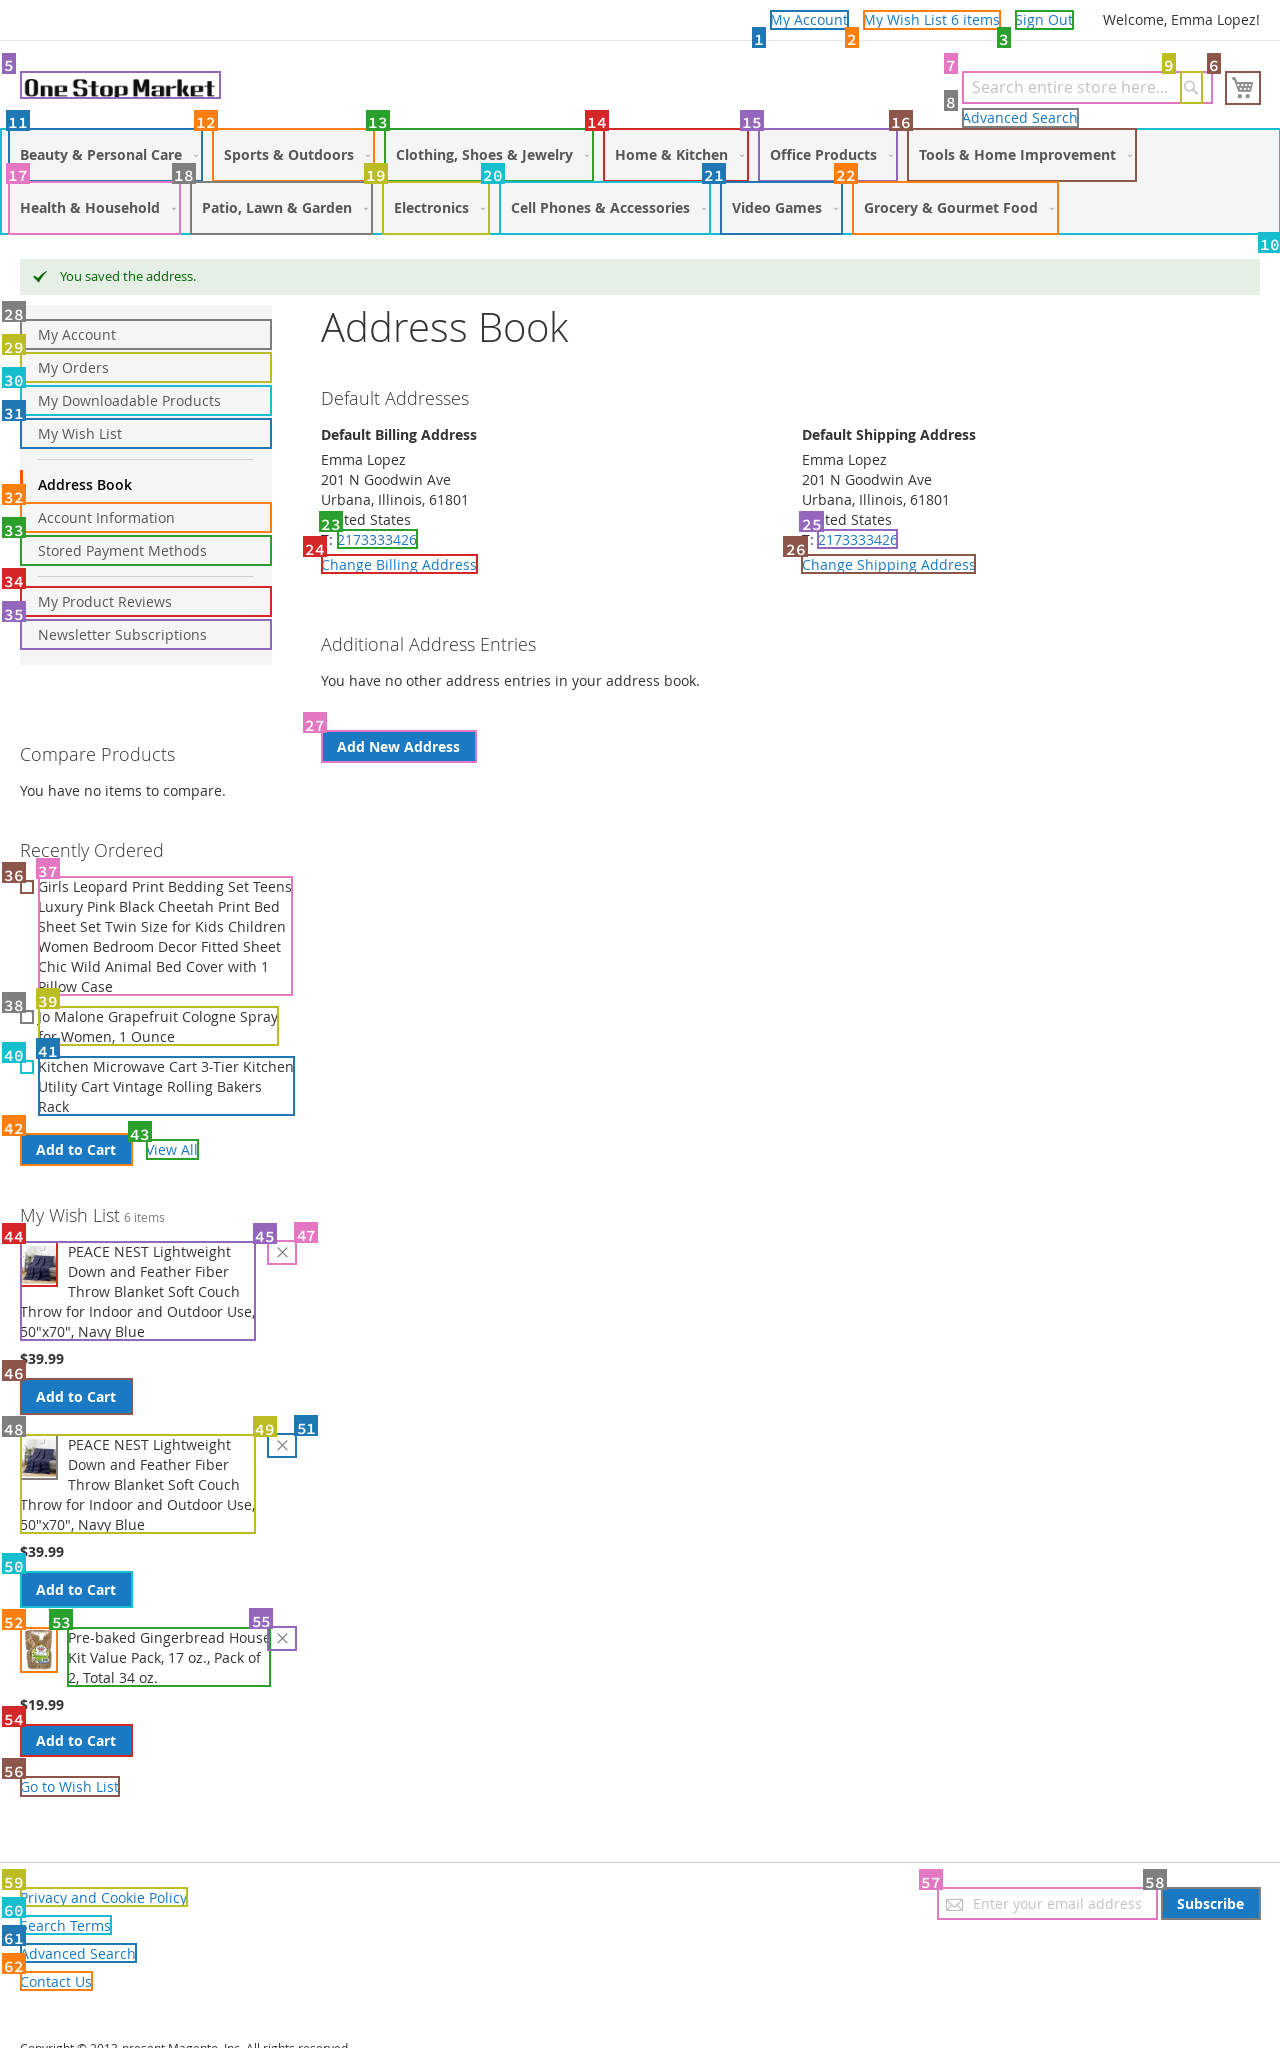 My Account My Wish List 6 items Sign Out Welcome, Emma Lopez!
1 2 3
5 7 9 6
One Stop Market Search entire store here...
8 Advanced Search
11 12 13 14 15 16
Beauty & Personal Care Sports & Outdoors Clothing, Shoes & Jewelry Home & Kitchen Office Products Tools & Home Improvement
17 18 19 20 21 22
Health & Household Patio, Lawn & Garden Electronics Cell Phones & Accessories Video Games Grocery & Gourmet Food
10
You saved the address.
28
My Account
29
My Orders
30
My Downloadable Products
31
My Wish List
Address Book
32
Account Information
33
Stored Payment Methods
34
My Product Reviews
35
Newsletter Subscriptions
Address Book
Default Addresses
Default Billing Address
Emma Lopez
201 N Goodwin Ave
Urbana, Illinois, 61801
23 ted States
24 T: 2173333426
Change Billing Address
Default Shipping Address
Emma Lopez
201 N Goodwin Ave
Urbana, Illinois, 61801
25 ted States
26 T: 2173333426
Change Shipping Address
Additional Address Entries
You have no other address entries in your address book.
27
Add New Address
Compare Products
You have no items to compare.
Recently Ordered
36 37
Girls Leopard Print Bedding Set Teens
Luxury Pink Black Cheetah Print Bed
Sheet Set Twin Size for Kids Children
Women Bedroom Decor Fitted Sheet
Chic Wild Animal Bed Cover with 1
Pillow Case
38 39
Jo Malone Grapefruit Cologne Spray
for Women, 1 Ounce
40 41
Kitchen Microwave Cart 3-Tier Kitchen
Utility Cart Vintage Rolling Bakers
Rack
42 43
Add to Cart View All
My Wish List 6 items
44 45 47
PEACE NEST Lightweight
Down and Feather Fiber
Throw Blanket Soft Couch
Throw for Indoor and Outdoor Use,
50"x70", Navy Blue
$39.99
46
Add to Cart
48 49 51
PEACE NEST Lightweight
Down and Feather Fiber
Throw Blanket Soft Couch
Throw for Indoor and Outdoor Use,
50"x70", Navy Blue
$39.99
50
Add to Cart
52 53 55
Pre-baked Gingerbread House
Kit Value Pack, 17 oz., Pack of
2, Total 34 oz.
$19.99
54
Add to Cart
56
Go to Wish List
59 57 58
Privacy and Cookie Policy Enter your email address Subscribe
60
Search Terms
61
Advanced Search
62
Contact Us
Copyright © 2013-present Magento, Inc. All rights reserved.